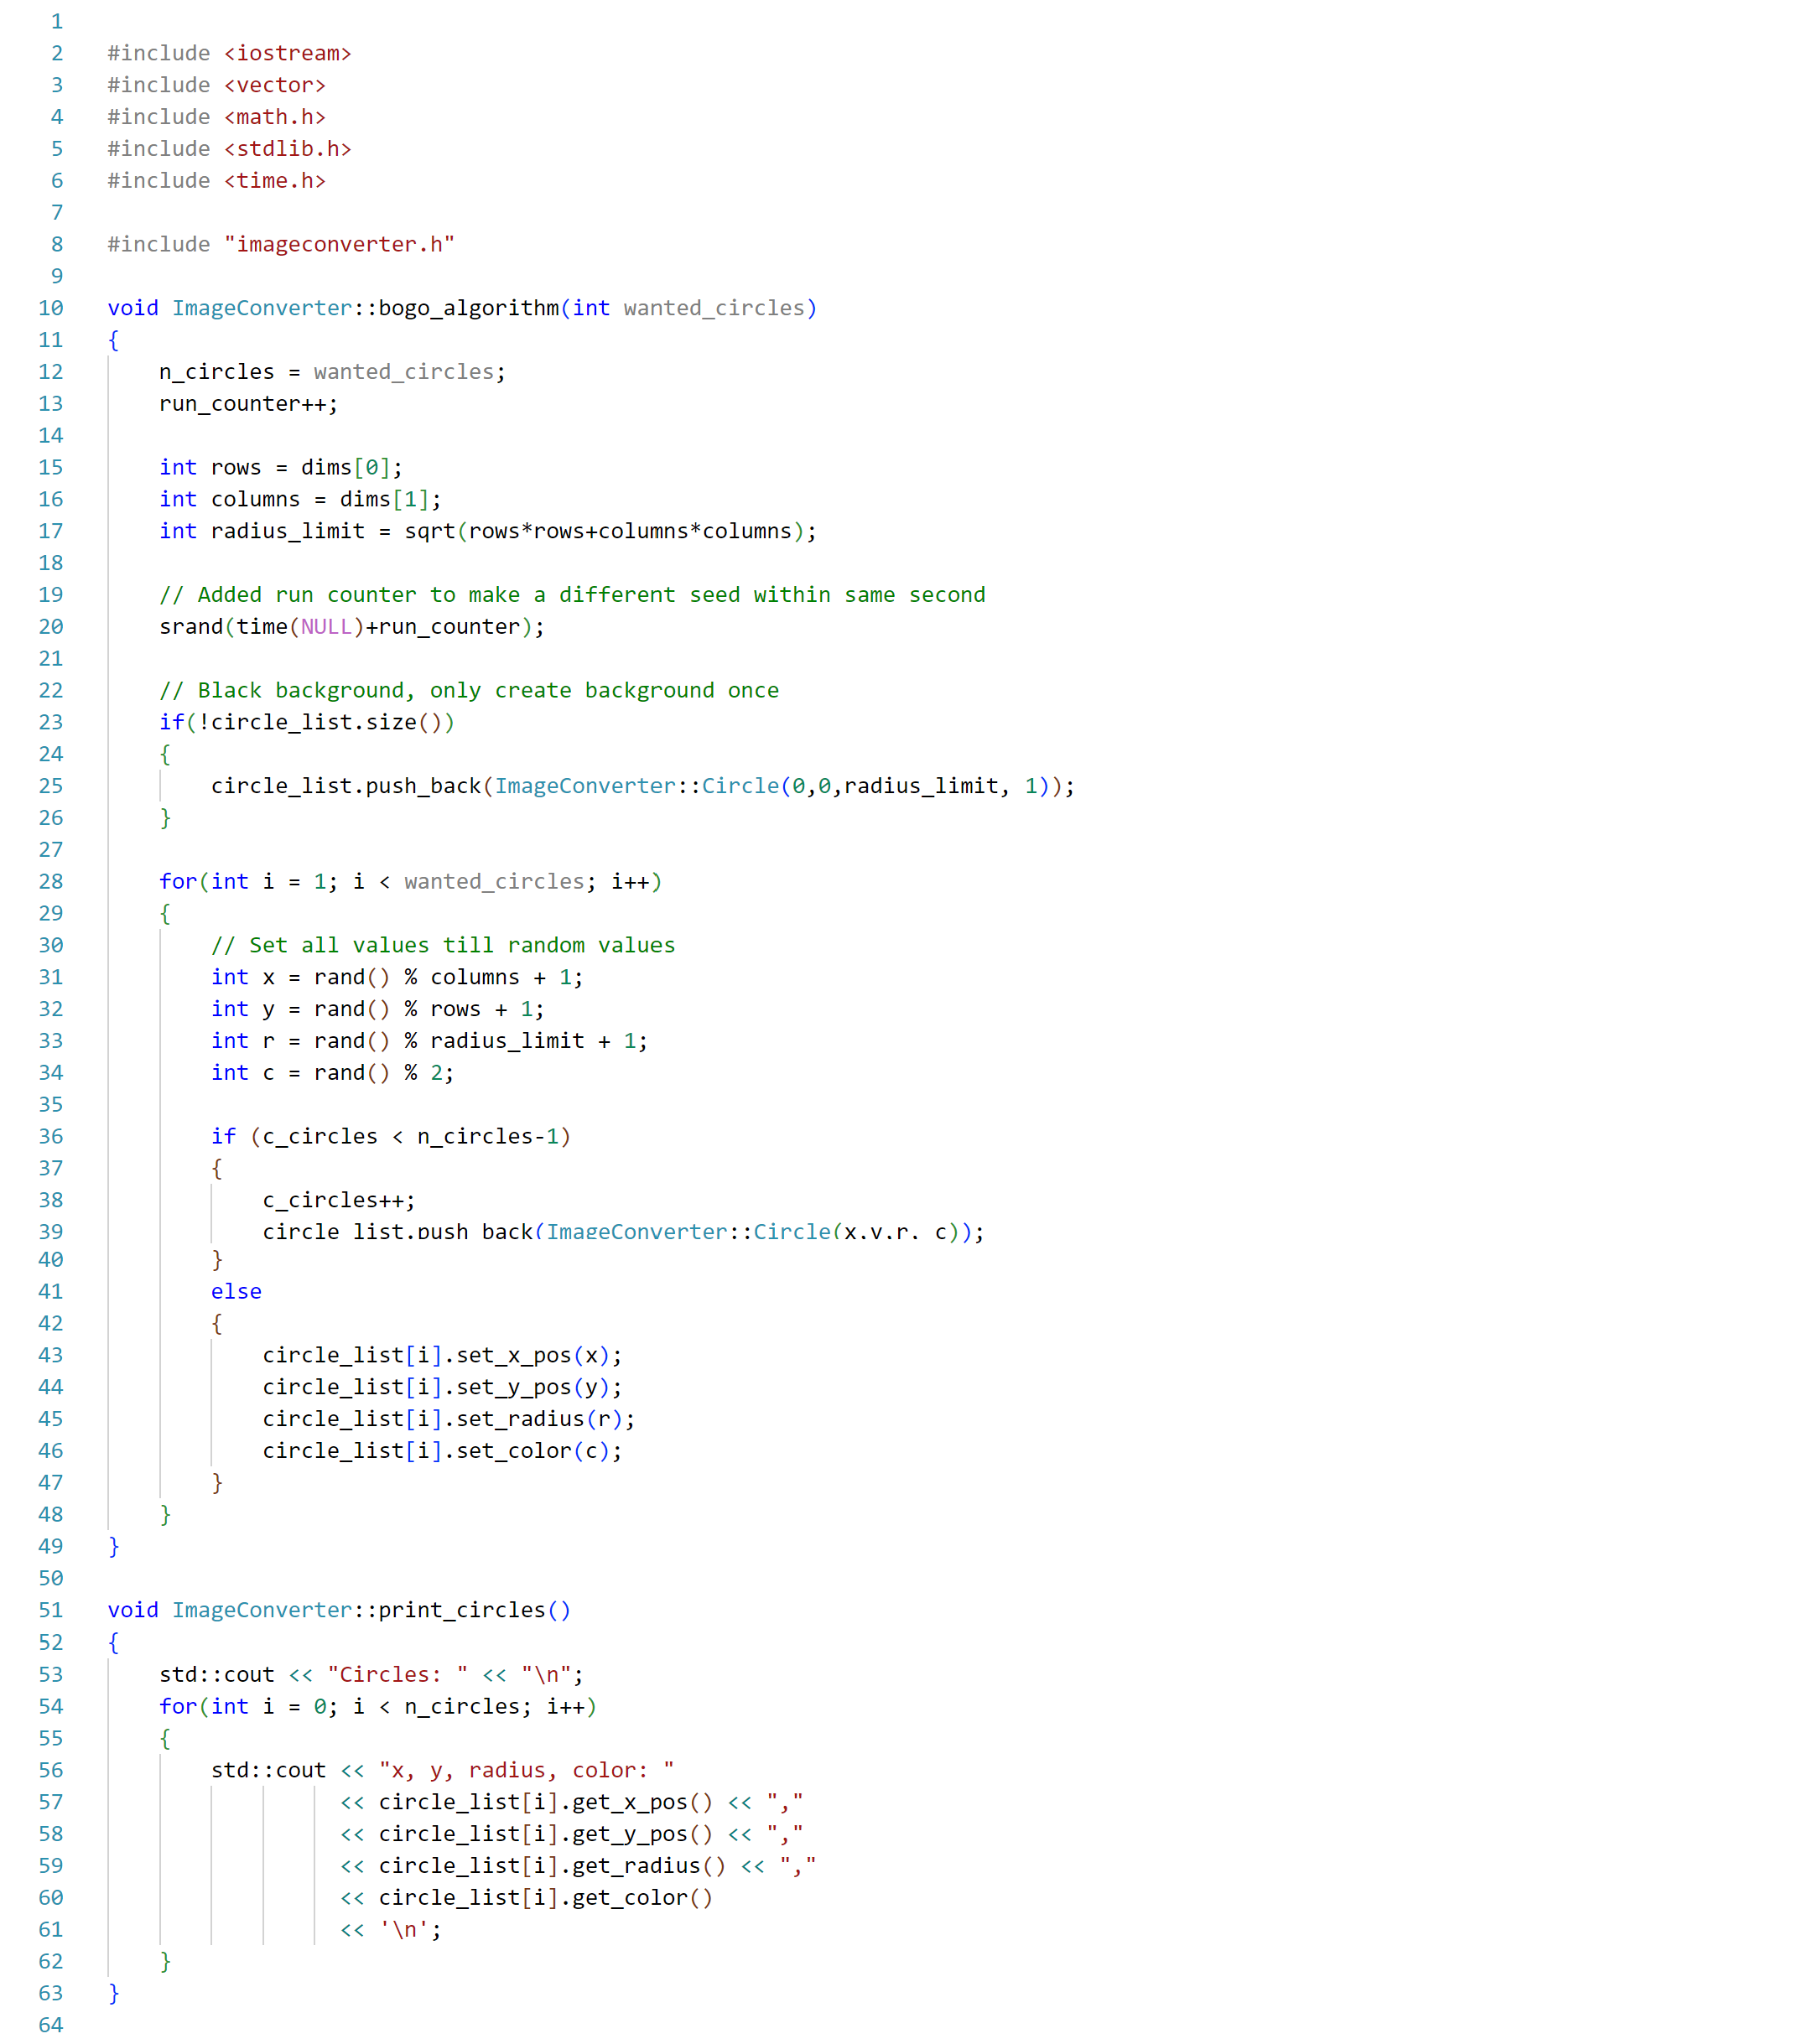 1
2 #include <iostream>
3 #include <vector>
4 #include <math.h>
5 #include <stdlib.h>
6 #include <time.h>
7
8 #include "imageconverter.h"
9
10 void ImageConverter::bogo_algorithm(int wanted_circles)
11 {
12     n_circles = wanted_circles;
13     run_counter++;
14
15     int rows = dims[0];
16     int columns = dims[1];
17     int radius_limit = sqrt(rows*rows+columns*columns);
18
19     // Added run counter to make a different seed within same second
20     srand(time(NULL)+run_counter);
21
22     // Black background, only create background once
23     if(!circle_list.size())
24     {
25         circle_list.push_back(ImageConverter::Circle(0,0,radius_limit, 1));
26     }
27
28     for(int i = 1; i < wanted_circles; i++)
29     {
30         // Set all values till random values
31         int x = rand() % columns + 1;
32         int y = rand() % rows + 1;
33         int r = rand() % radius_limit + 1;
34         int c = rand() % 2;
35
36         if (c_circles < n_circles-1)
37         {
38             c_circles++;
39             circle_list.push_back(ImageConverter::Circle(x,y,r, c));
40         }
41         else
42         {
43             circle_list[i].set_x_pos(x);
44             circle_list[i].set_y_pos(y);
45             circle_list[i].set_radius(r);
46             circle_list[i].set_color(c);
47         }
48     }
49 }
50
51 void ImageConverter::print_circles()
52 {
53     std::cout << "Circles: " << "\n";
54     for(int i = 0; i < n_circles; i++)
55     {
56         std::cout << "x, y, radius, color: "
57                   << circle_list[i].get_x_pos() << ","
58                   << circle_list[i].get_y_pos() << ","
59                   << circle_list[i].get_radius() << ","
60                   << circle_list[i].get_color()
61                   << '\n';
62     }
63 }
64